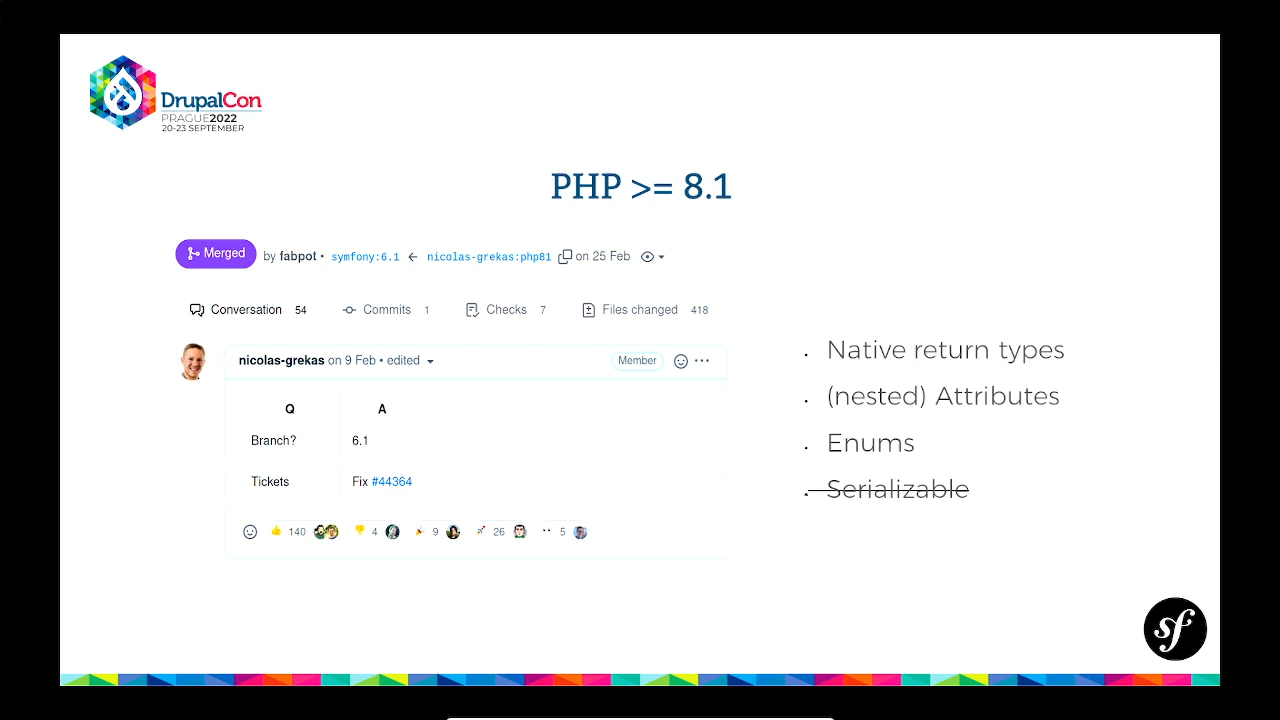 DrupalCon
PRAGUE2022
20-23 SEPTEMBER
PHP >= 8.1
Merged by fabpot • symfony:6.1 ← nicolas-grekas:php81 on 25 Feb
Conversation 54 Commits 1 Checks 7 Files changed 418
nicolas-grekas on 9 Feb • edited Member
Q A
Branch? 6.1
Tickets Fix #44364
140 4 9 26 5
• Native return types
• (nested) Attributes
• Enums
• Serializable
sf